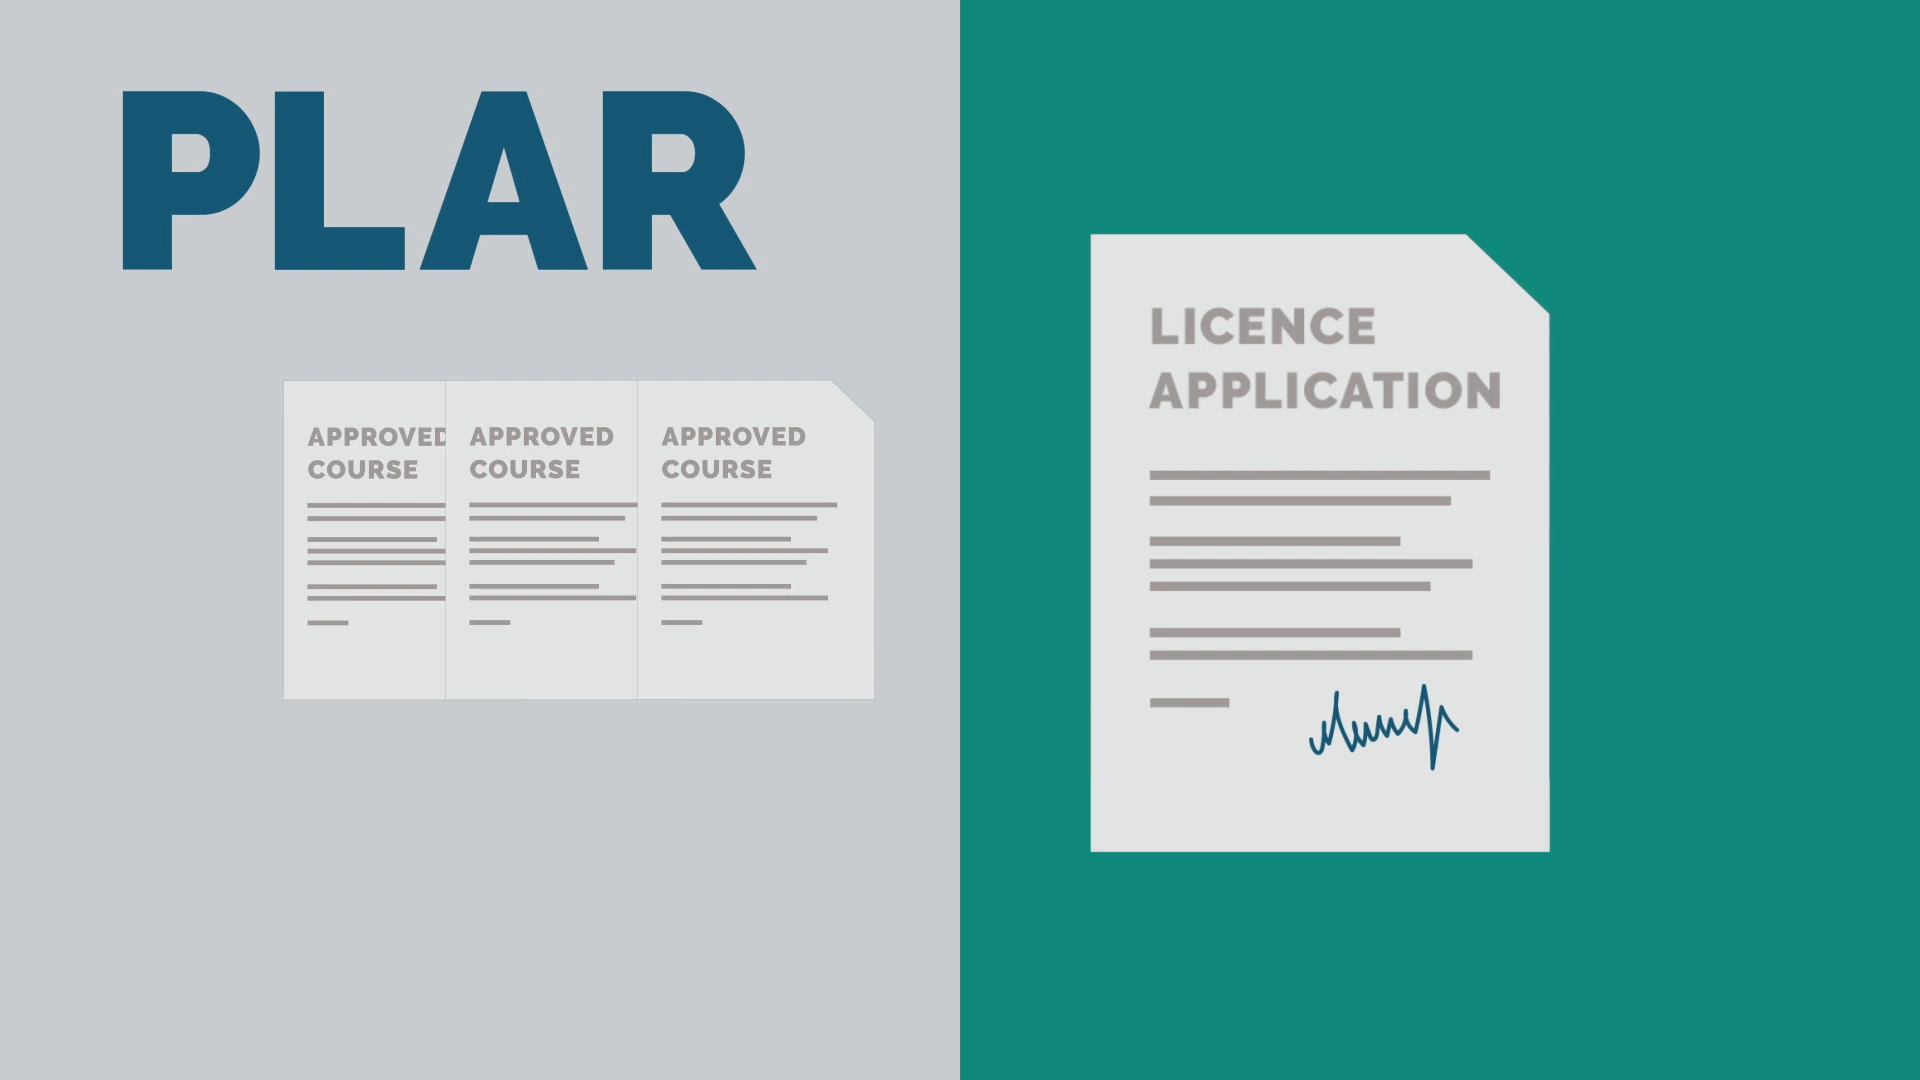 PLAR
APPROVED
COURSE
APPROVED
COURSE
APPROVED
COURSE
LICENCE
APPLICATION